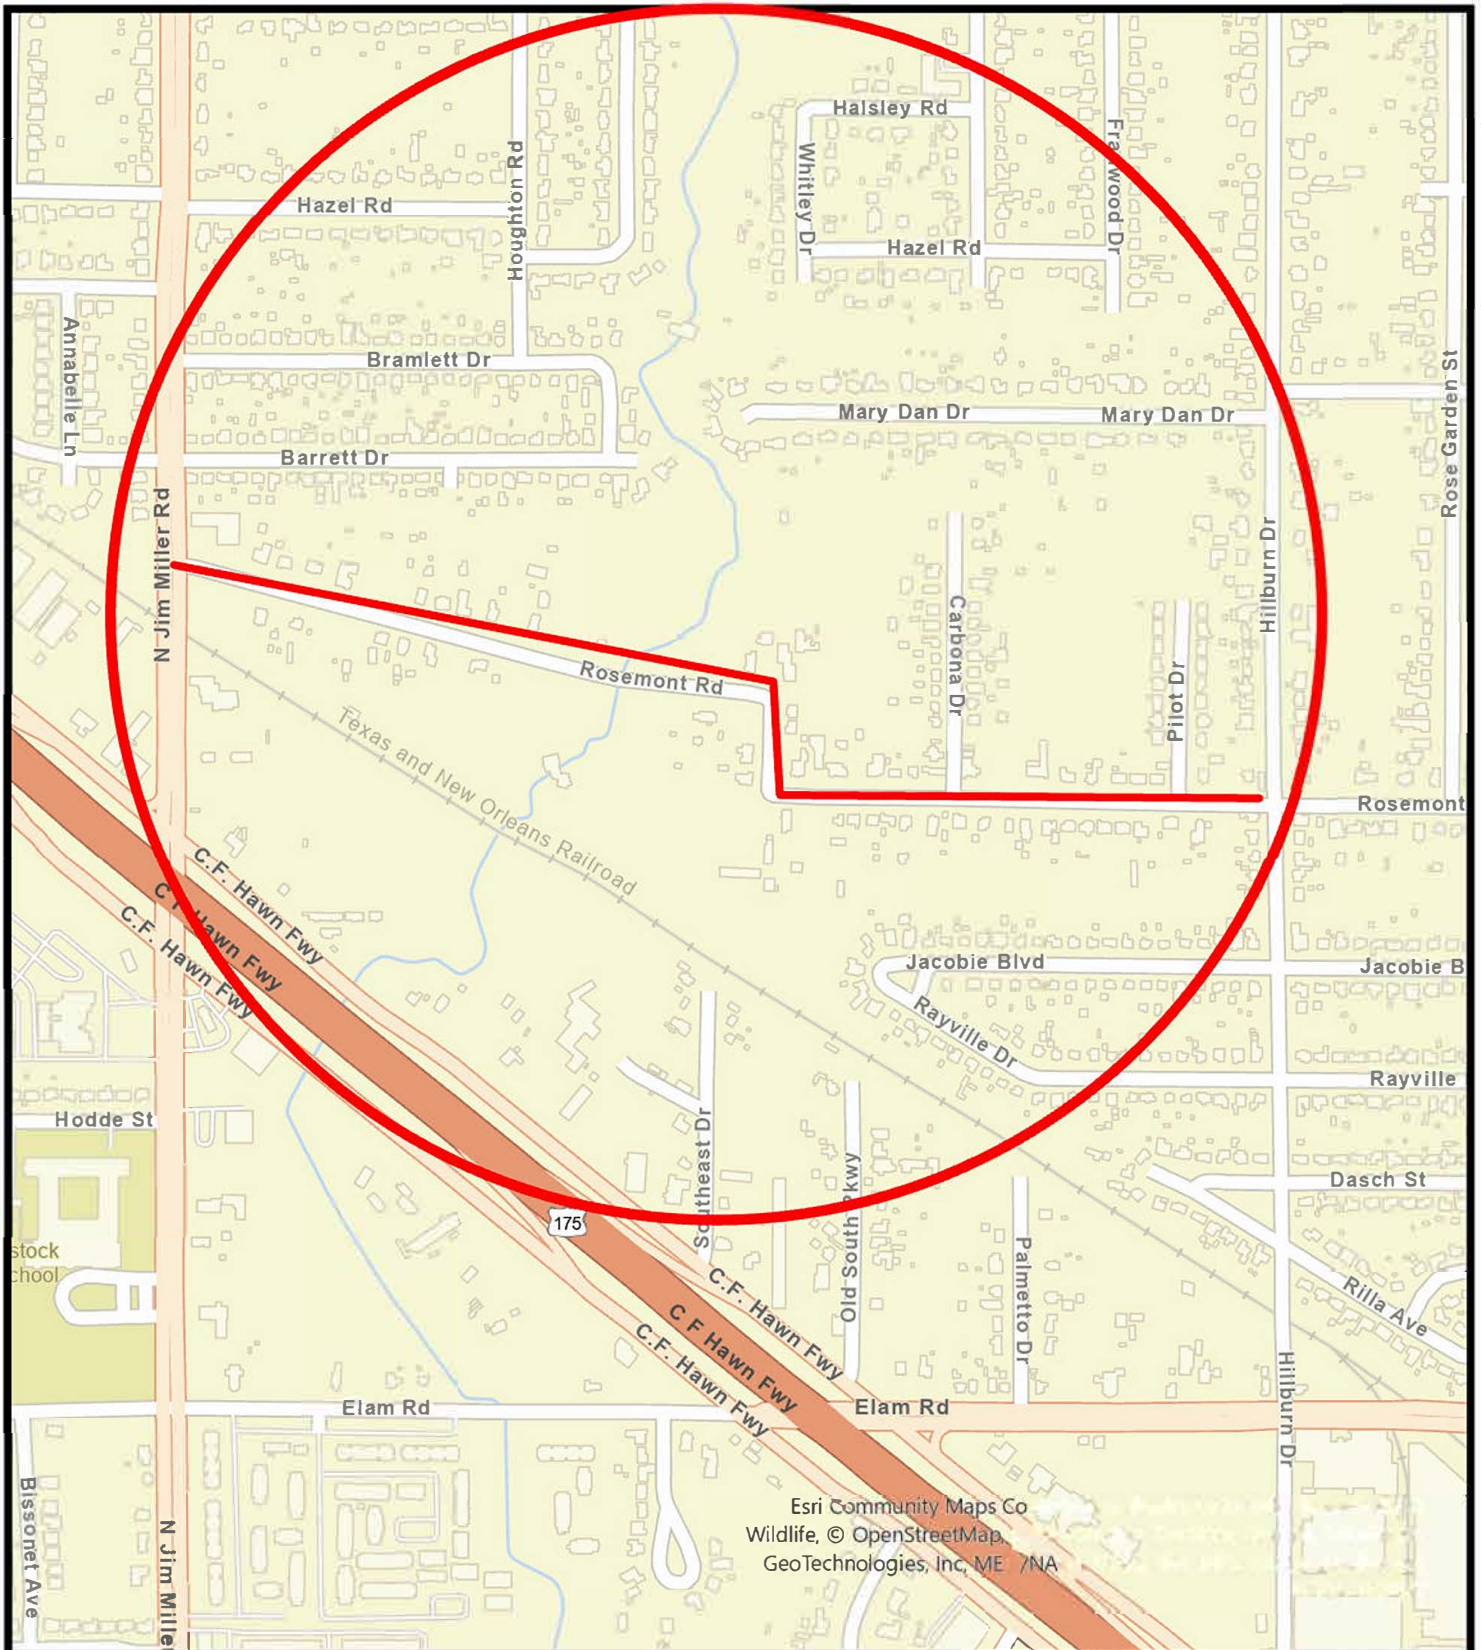 Halsley Rd
Whitley Dr
Houghton Rd
Hazel Rd
Hazel Rd
Annabelle Ln
Bramlett Dr
Mary Dan Dr
Mary Dan Dr
Rose Garden St
Barrett Dr
N Jim Miller Rd
Hillburn Dr
Carbona Dr
Pilot Dr
Rosemont Rd
Texas and New Orleans Railroad
Rosemont
C.F. Hawn Fwy
C F Hawn Fwy
C.F. Hawn Fwy
Jacobie Blvd
Jacobie B
Rayville Dr
Rayville
Hodde St
Southeast Dr
Old South Pkwy
Dasch St
175
stock
chool
Palmetto Dr
Rilla Ave
C.F. Hawn Fwy
C F Hawn Fwy
C.F. Hawn Fwy
Hillburn Dr
Elam Rd
Elam Rd
Bissonet Ave
N Jim Mille
Esri Community Maps Co
Wildlife, © OpenStreetMap,
GeoTechnologies, Inc, ME /NA